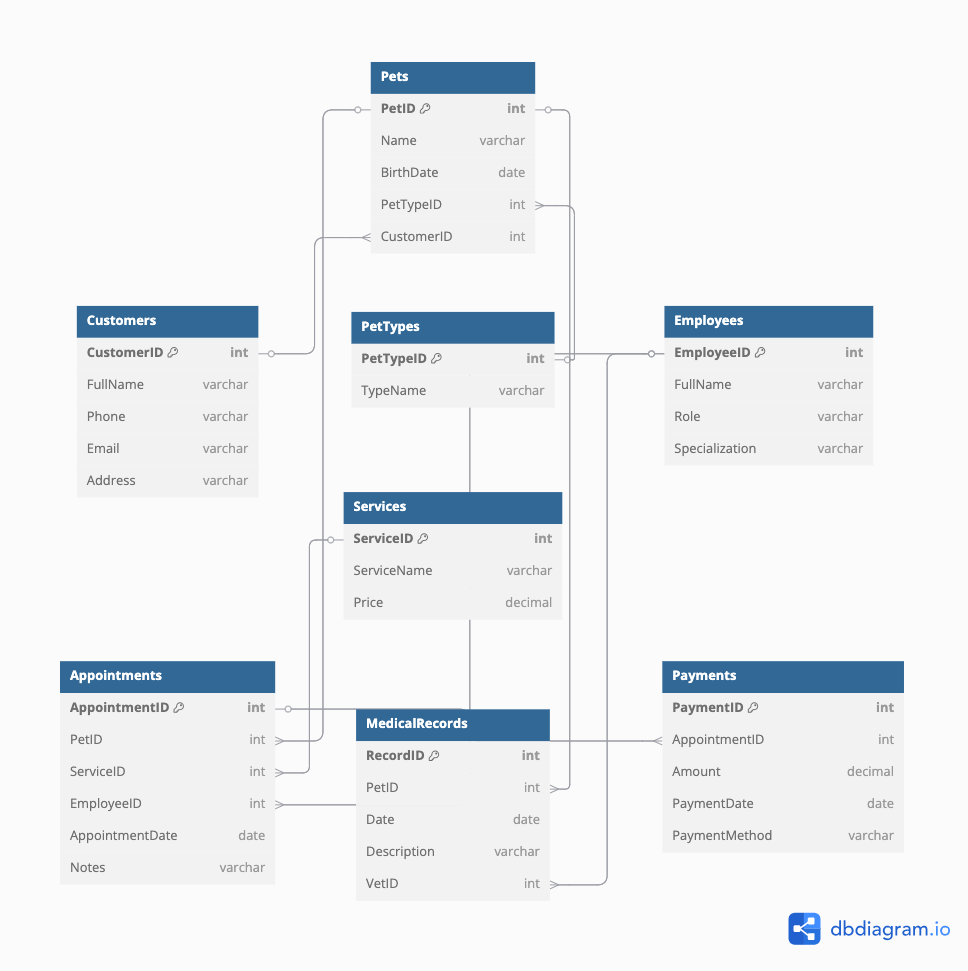 Pets
PetID int
Name varchar
BirthDate date
PetTypeID int
CustomerID int
Customers
CustomerID int
FullName varchar
Phone varchar
Email varchar
Address varchar
PetTypes
PetTypeID int
TypeName varchar
Employees
EmployeeID int
FullName varchar
Role varchar
Specialization varchar
Services
ServiceID int
ServiceName varchar
Price decimal
Appointments
AppointmentID int
PetID int
ServiceID int
EmployeeID int
AppointmentDate date
Notes varchar
MedicalRecords
RecordID int
PetID int
Date date
Description varchar
VetID int
Payments
PaymentID int
AppointmentID int
Amount decimal
PaymentDate date
PaymentMethod varchar
dbdiagram.io